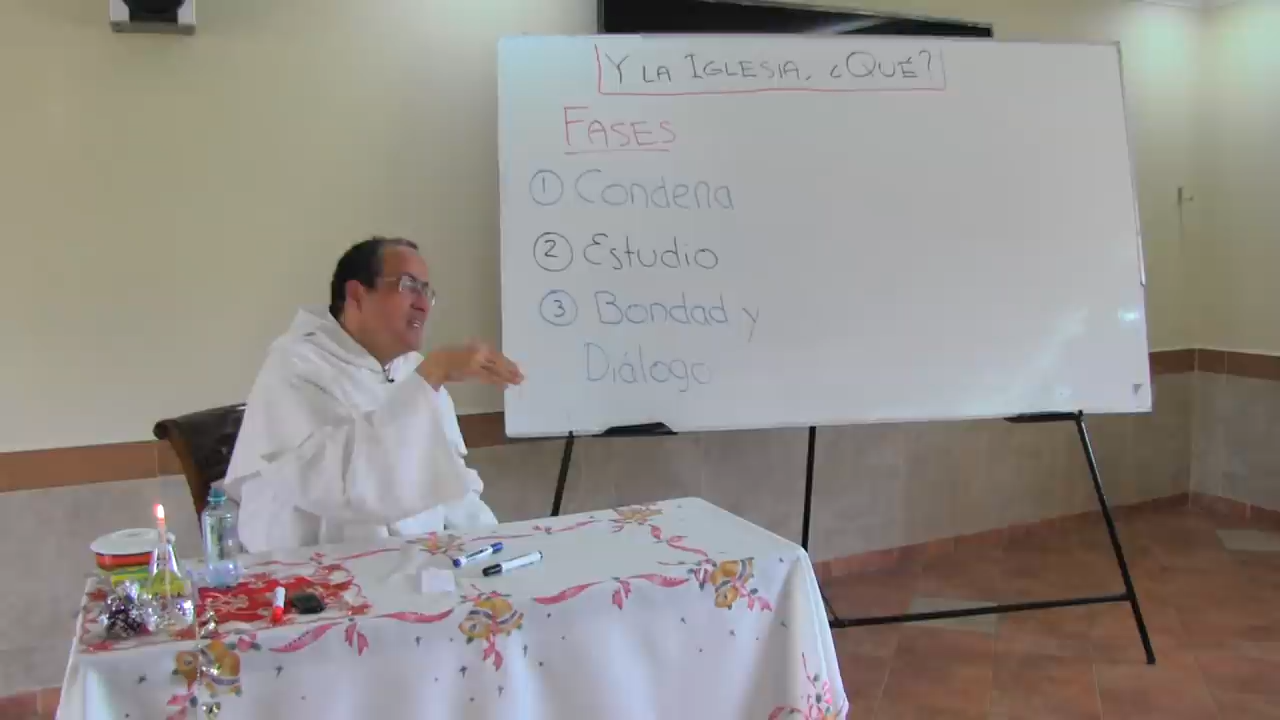 Y LA IGLESIA, ¿QUÉ?
FASES
1 Condena
2 Estudio
3 Bondad y
Diálogo